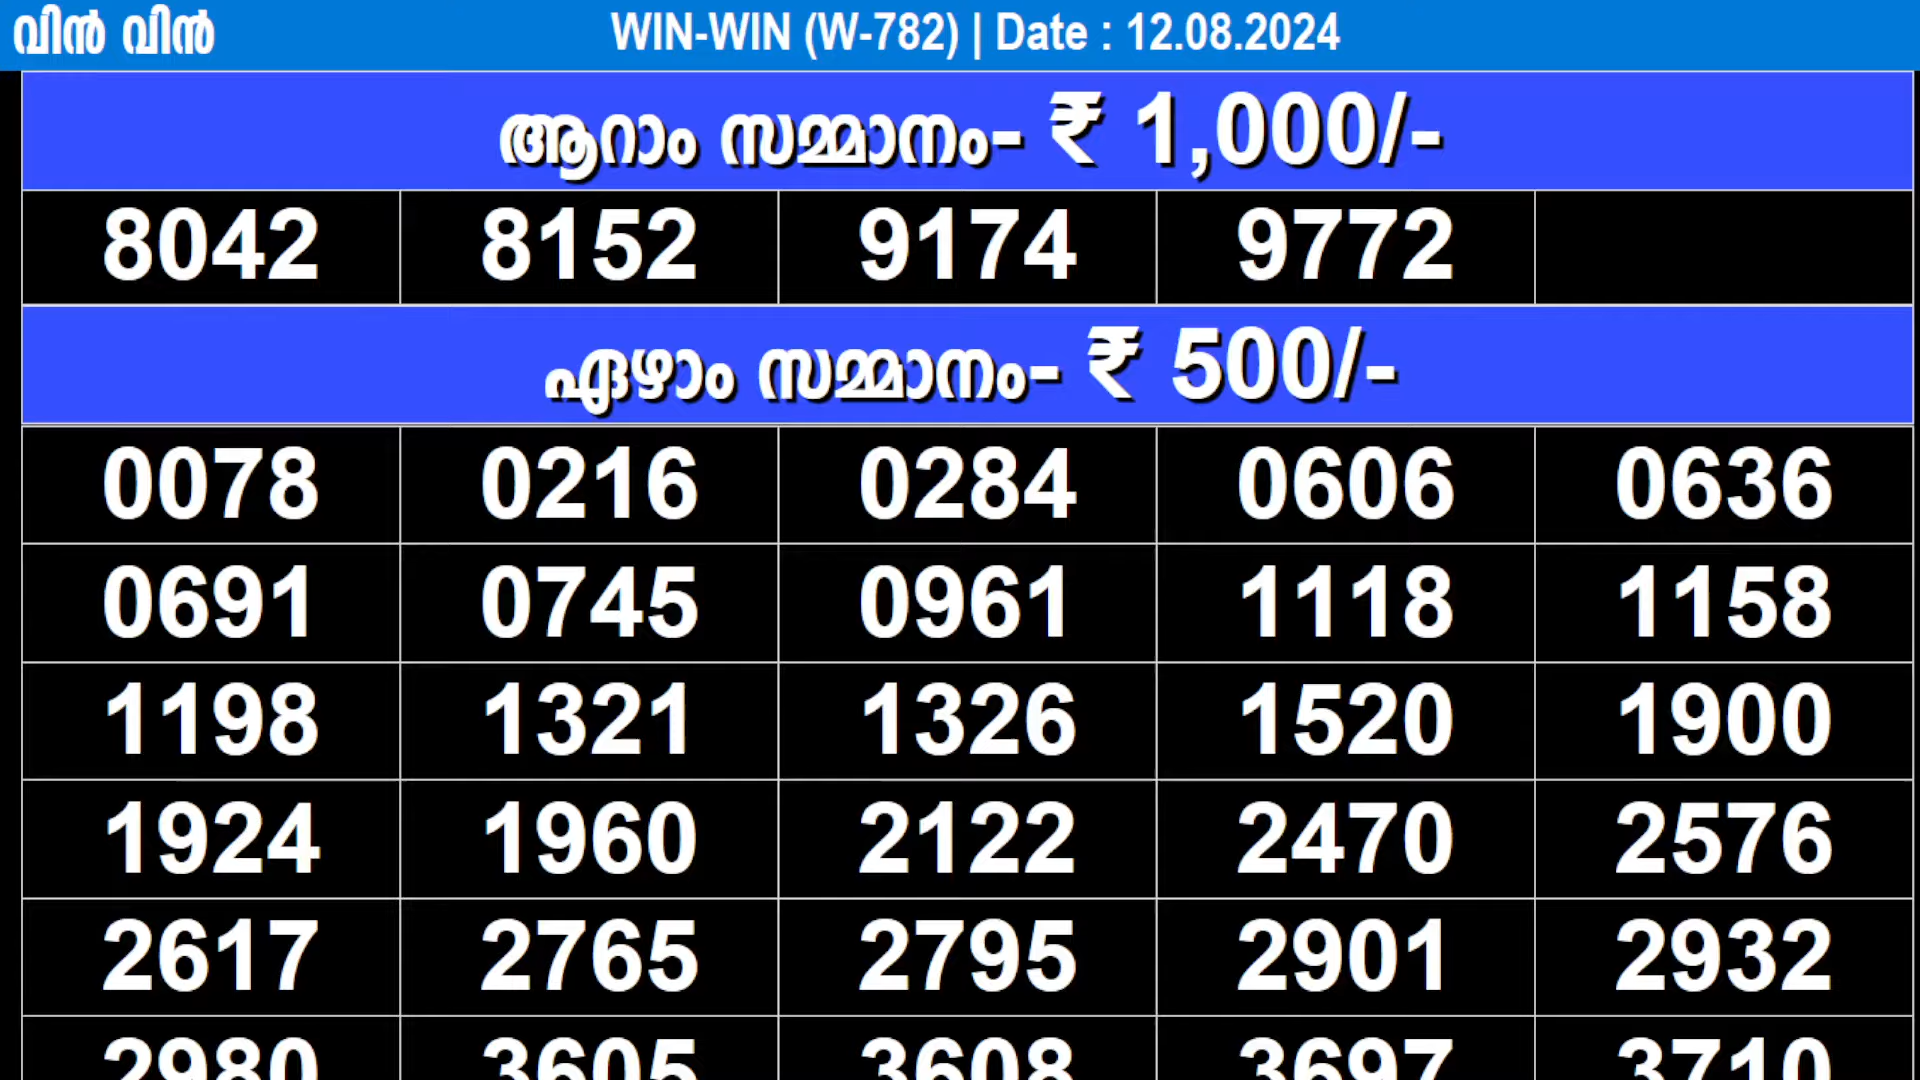 വിൻ വിൻ WIN-WIN (W-782) | Date : 12.08.2024
ആറാം സമ്മാനം- ₹ 1,000/-
8042 8152 9174 9772
ഏഴാം സമ്മാനം- ₹ 500/-
0078 0216 0284 0606 0636
0691 0745 0961 1118 1158
1198 1321 1326 1520 1900
1924 1960 2122 2470 2576
2617 2765 2795 2901 2932
2980 3605 3608 3697 3710